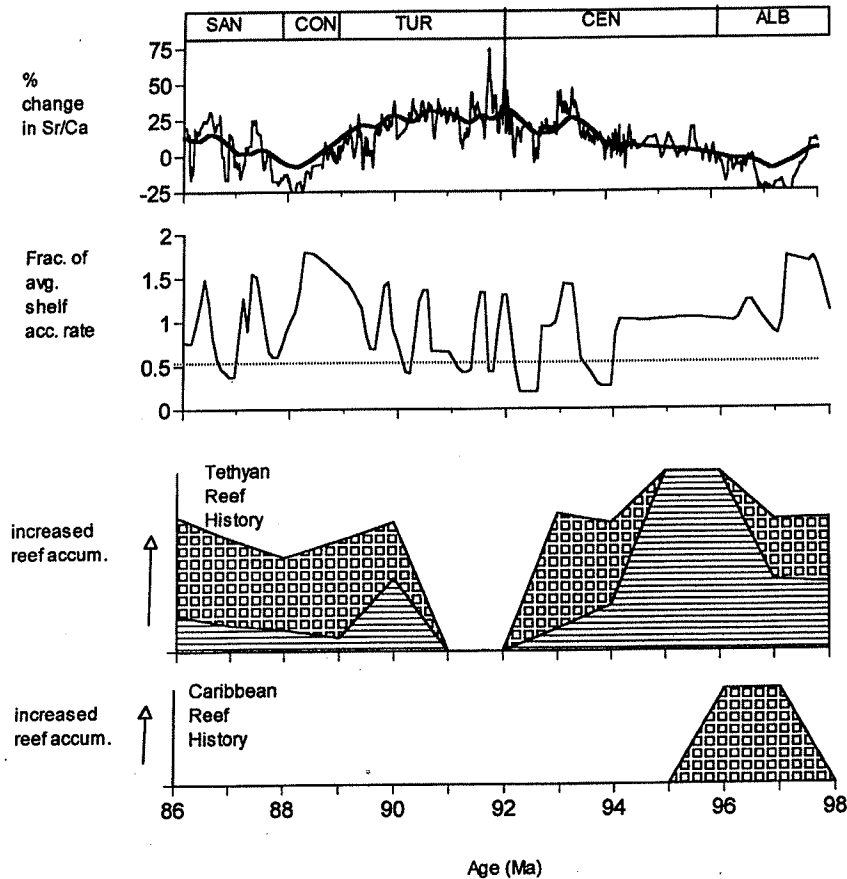 SAN CON TUR CEN ALB
%
change
in Sr/Ca
75
50
25
0
-25
Frac. of
avg.
shelf
acc. rate
2
1.5
1
0.5
0
increased
reef accum.
Tethyan
Reef
History
increased
reef accum.
Caribbean
Reef
History
86 88 90 92 94 96 98
Age (Ma)